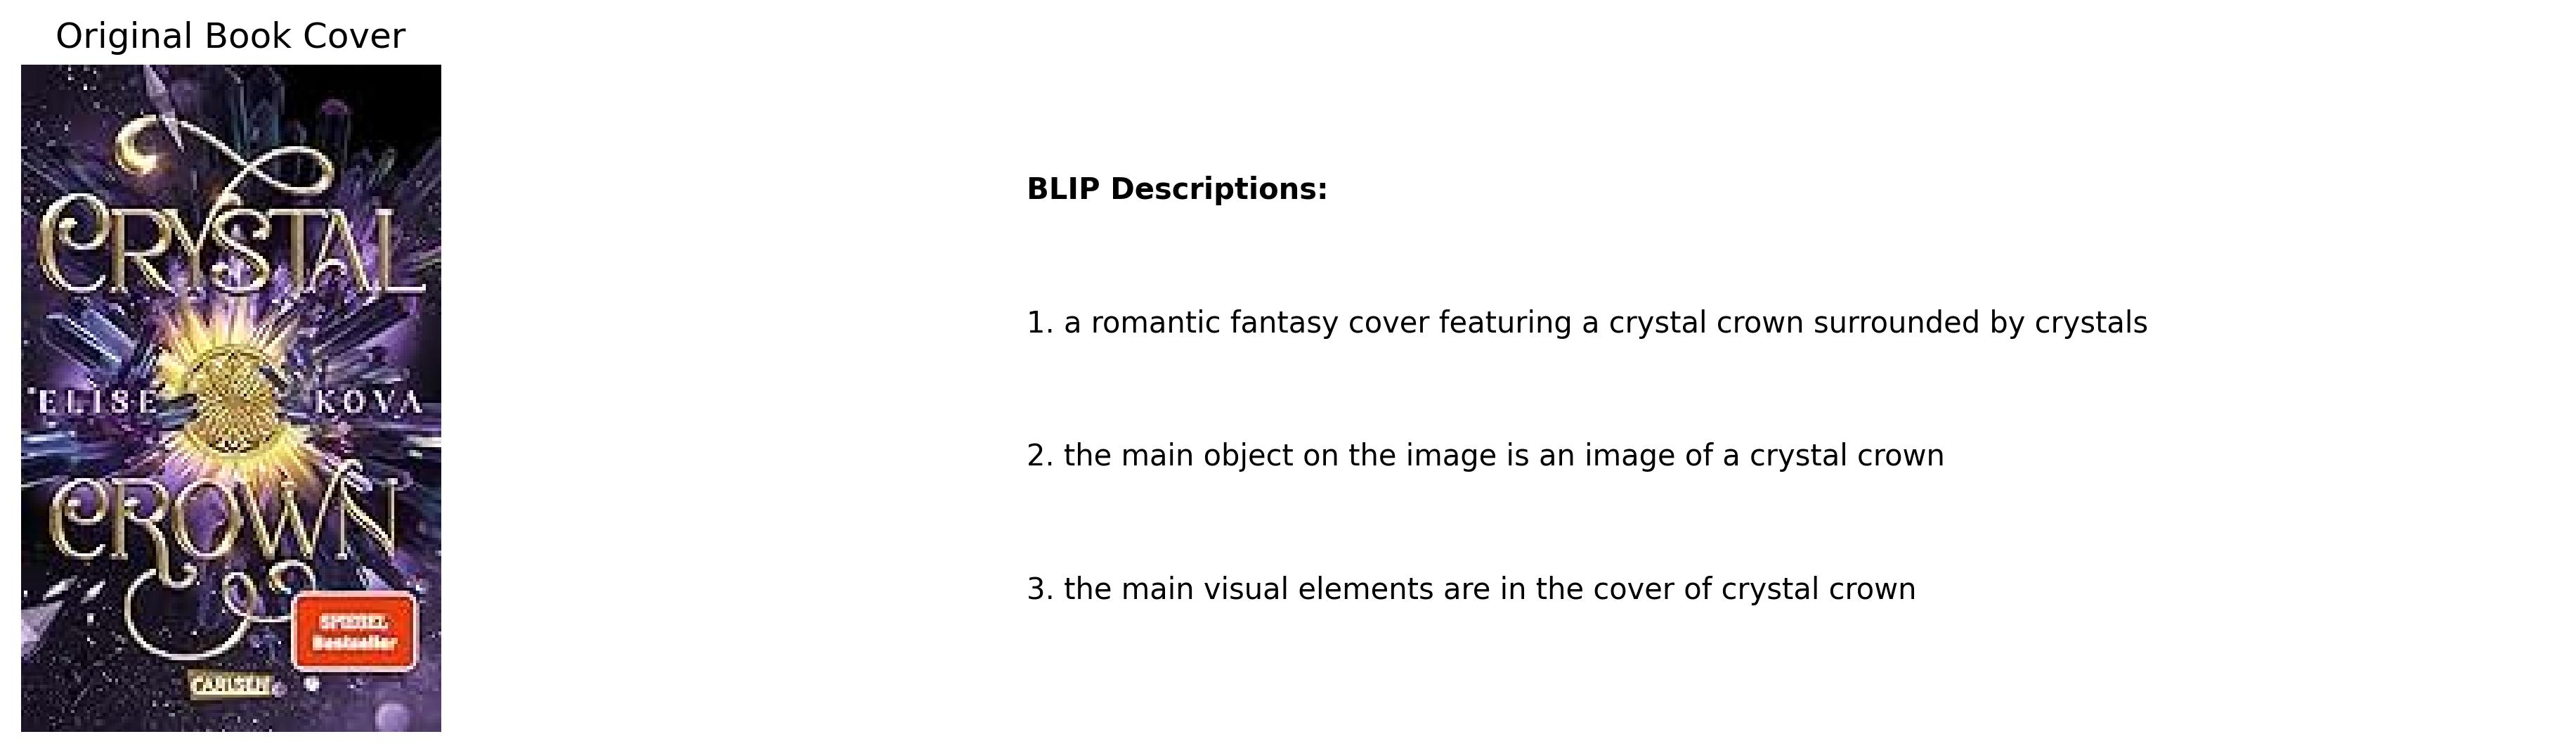 Original Book Cover
CRYSTAL
ELISE KOVA
CROWN
SPIEGEL
Bestseller
CARLSEN
BLIP Descriptions:
1. a romantic fantasy cover featuring a crystal crown surrounded by crystals
2. the main object on the image is an image of a crystal crown
3. the main visual elements are in the cover of crystal crown